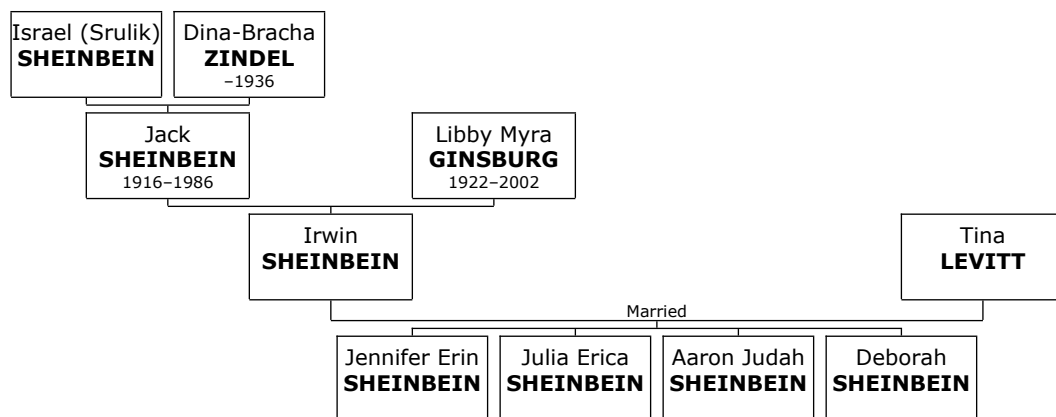 Israel (Srulik)
SHEINBEIN
Dina-Bracha
ZINDEL
–1936
Jack
SHEINBEIN
1916–1986
Libby Myra
GINSBURG
1922–2002
Irwin
SHEINBEIN
Tina
LEVITT
Married
Jennifer Erin
SHEINBEIN
Julia Erica
SHEINBEIN
Aaron Judah
SHEINBEIN
Deborah
SHEINBEIN